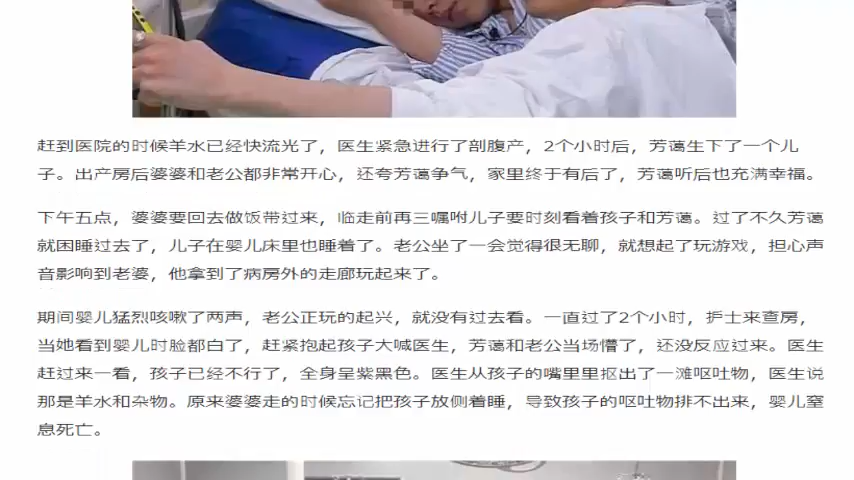 赶到医院的时候羊水已经快流光了，医生紧急进行了剖腹产，2个小时后，芳蔼生下了一个儿
子。出产房后婆婆和老公都非常开心，还夸芳蔼争气，家里终于有后了，芳蔼听后也充满幸福。
下午五点，婆婆要回去做饭带过来，临走前再三嘱咐儿子要时刻看着孩子和芳蔼。过了不久芳蔼
就困睡过去了，儿子在婴儿床里也睡着了。老公坐了一会觉得很无聊，就想起了玩游戏，担心声
音影响到老婆，他拿到了病房外的走廊玩起来了。
期间婴儿猛烈咳嗽了两声，老公正玩的起兴，就没有过去看。一直过了2个小时，护士来查房，
当她看到婴儿时脸都白了，赶紧抱起孩子大喊医生，芳蔼和老公当场懵了，还没反应过来。医生
赶过来一看，孩子已经不行了，全身呈紫黑色。医生从孩子的嘴里里抠出了一滩呕吐物，医生说
那是羊水和杂物。原来婆婆走的时候忘记把孩子放侧着睡，导致孩子的呕吐物排不出来，婴儿窒
息死亡。